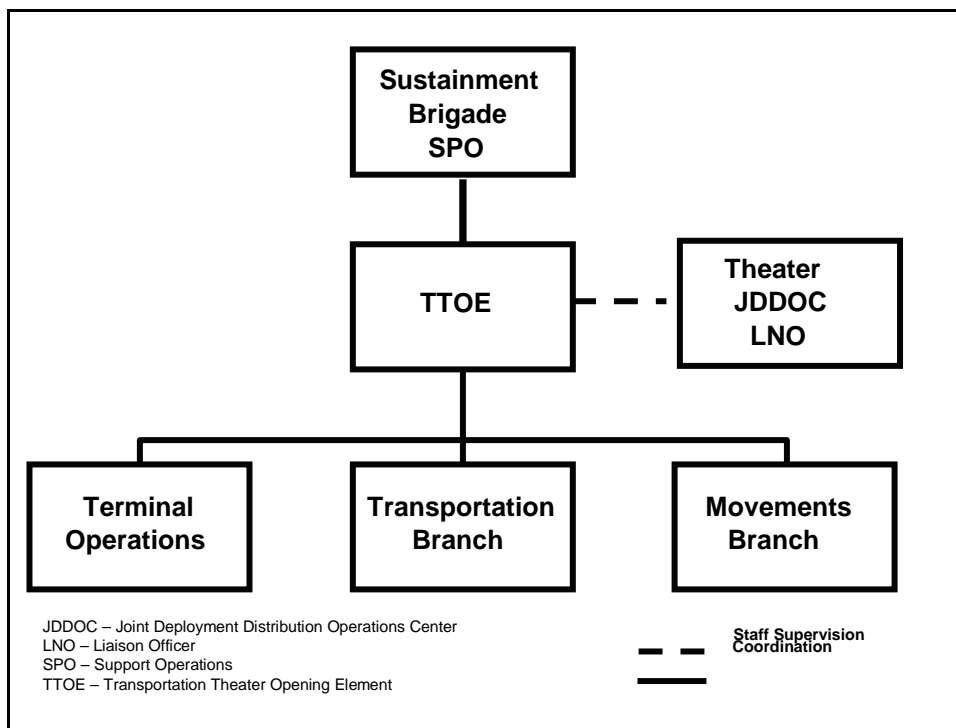 Sustainment
Brigade
SPO
TTOE
Theater
JDDOC
LNO
Terminal
Operations
Transportation
Branch
Movements
Branch
JDDOC – Joint Deployment Distribution Operations Center
LNO – Liaison Officer
SPO – Support Operations
TTOE – Transportation Theater Opening Element
Staff Supervision
Coordination